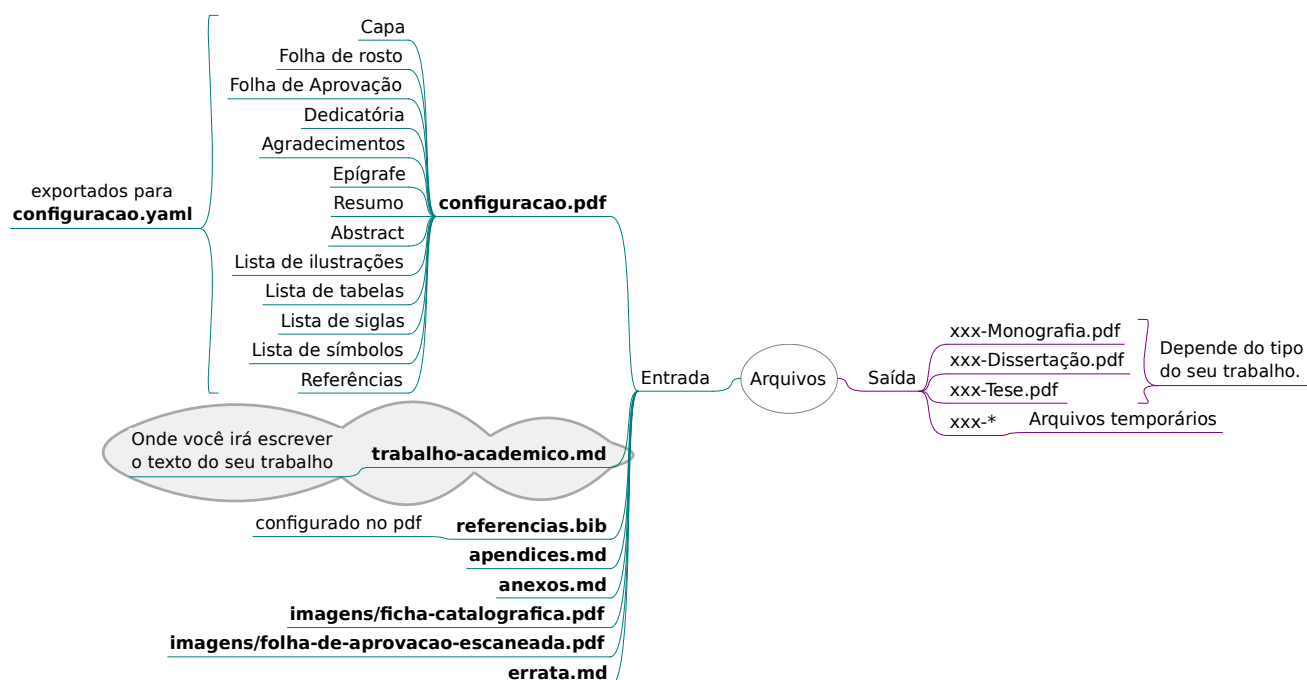 Capa
Folha de rosto
Folha de Aprovação
Dedicatória
Agradecimentos
Epígrafe
Resumo
Abstract
Lista de ilustrações
Lista de tabelas
Lista de siglas
Lista de símbolos
Referências
exportados para
configuracao.yaml
configuracao.pdf
Onde você irá escrever
o texto do seu trabalho
trabalho-academico.md
configurado no pdf
referencias.bib
apendices.md
anexos.md
imagens/ficha-catalografica.pdf
imagens/folha-de-aprovacao-escaneada.pdf
errata.md
Entrada
Arquivos
Saída
xxx-Monografia.pdf
xxx-Dissertação.pdf
xxx-Tese.pdf
Depende do tipo
do seu trabalho.
xxx-*
Arquivos temporários